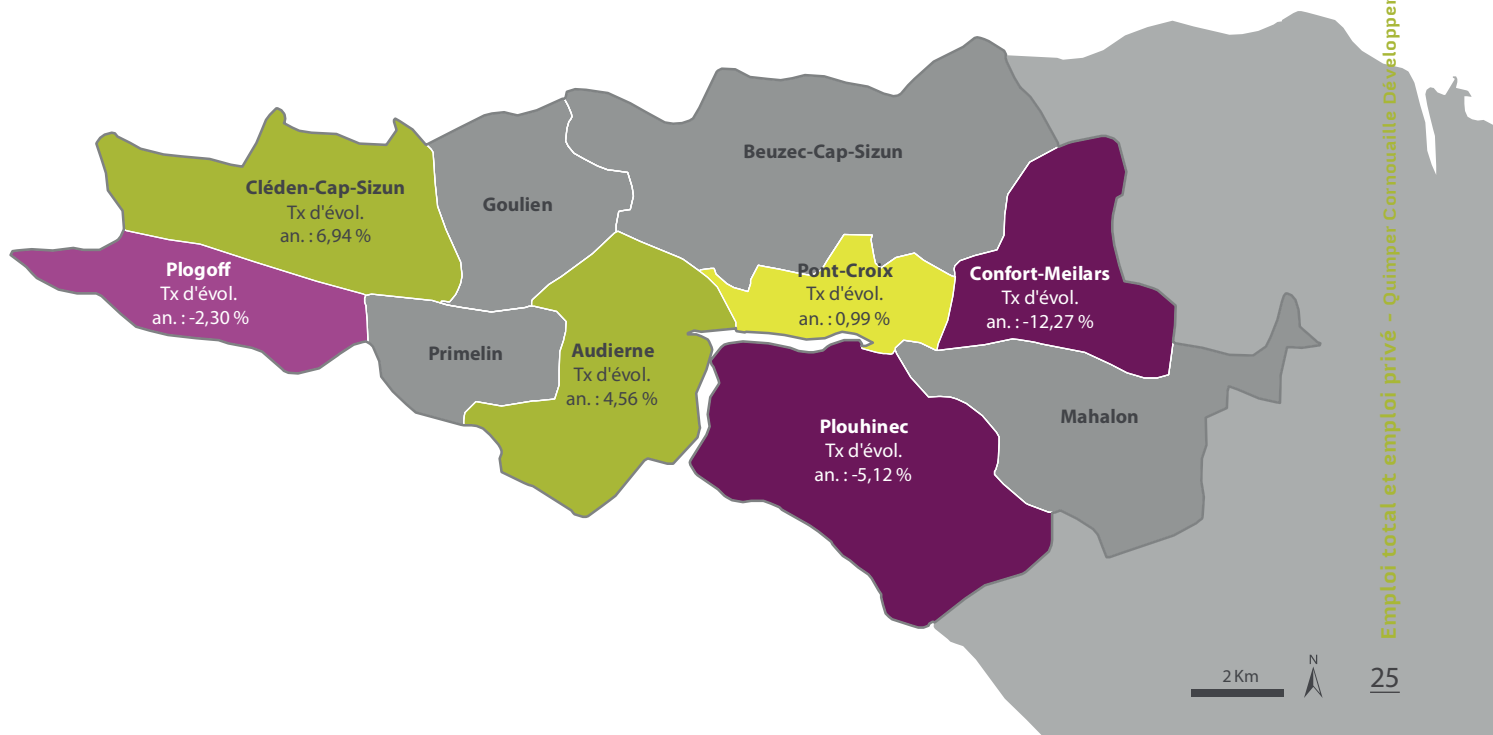 Beuzec-Cap-Sizun
Cléden-Cap-Sizun
Tx d'évol.
an. : 6,94 %
Goulien
Plogoff
Tx d'évol.
an. : -2,30 %
Pont-Croix
Tx d'évol.
an. : 0,99 %
Confort-Meilars
Tx d'évol.
an. : -12,27 %
Primelin
Audierne
Tx d'évol.
an. : 4,56 %
Plouhinec
Tx d'évol.
an. : -5,12 %
Mahalon
Emploi total et emploi privé - Quimper Cornouaille
2 Km
N
25